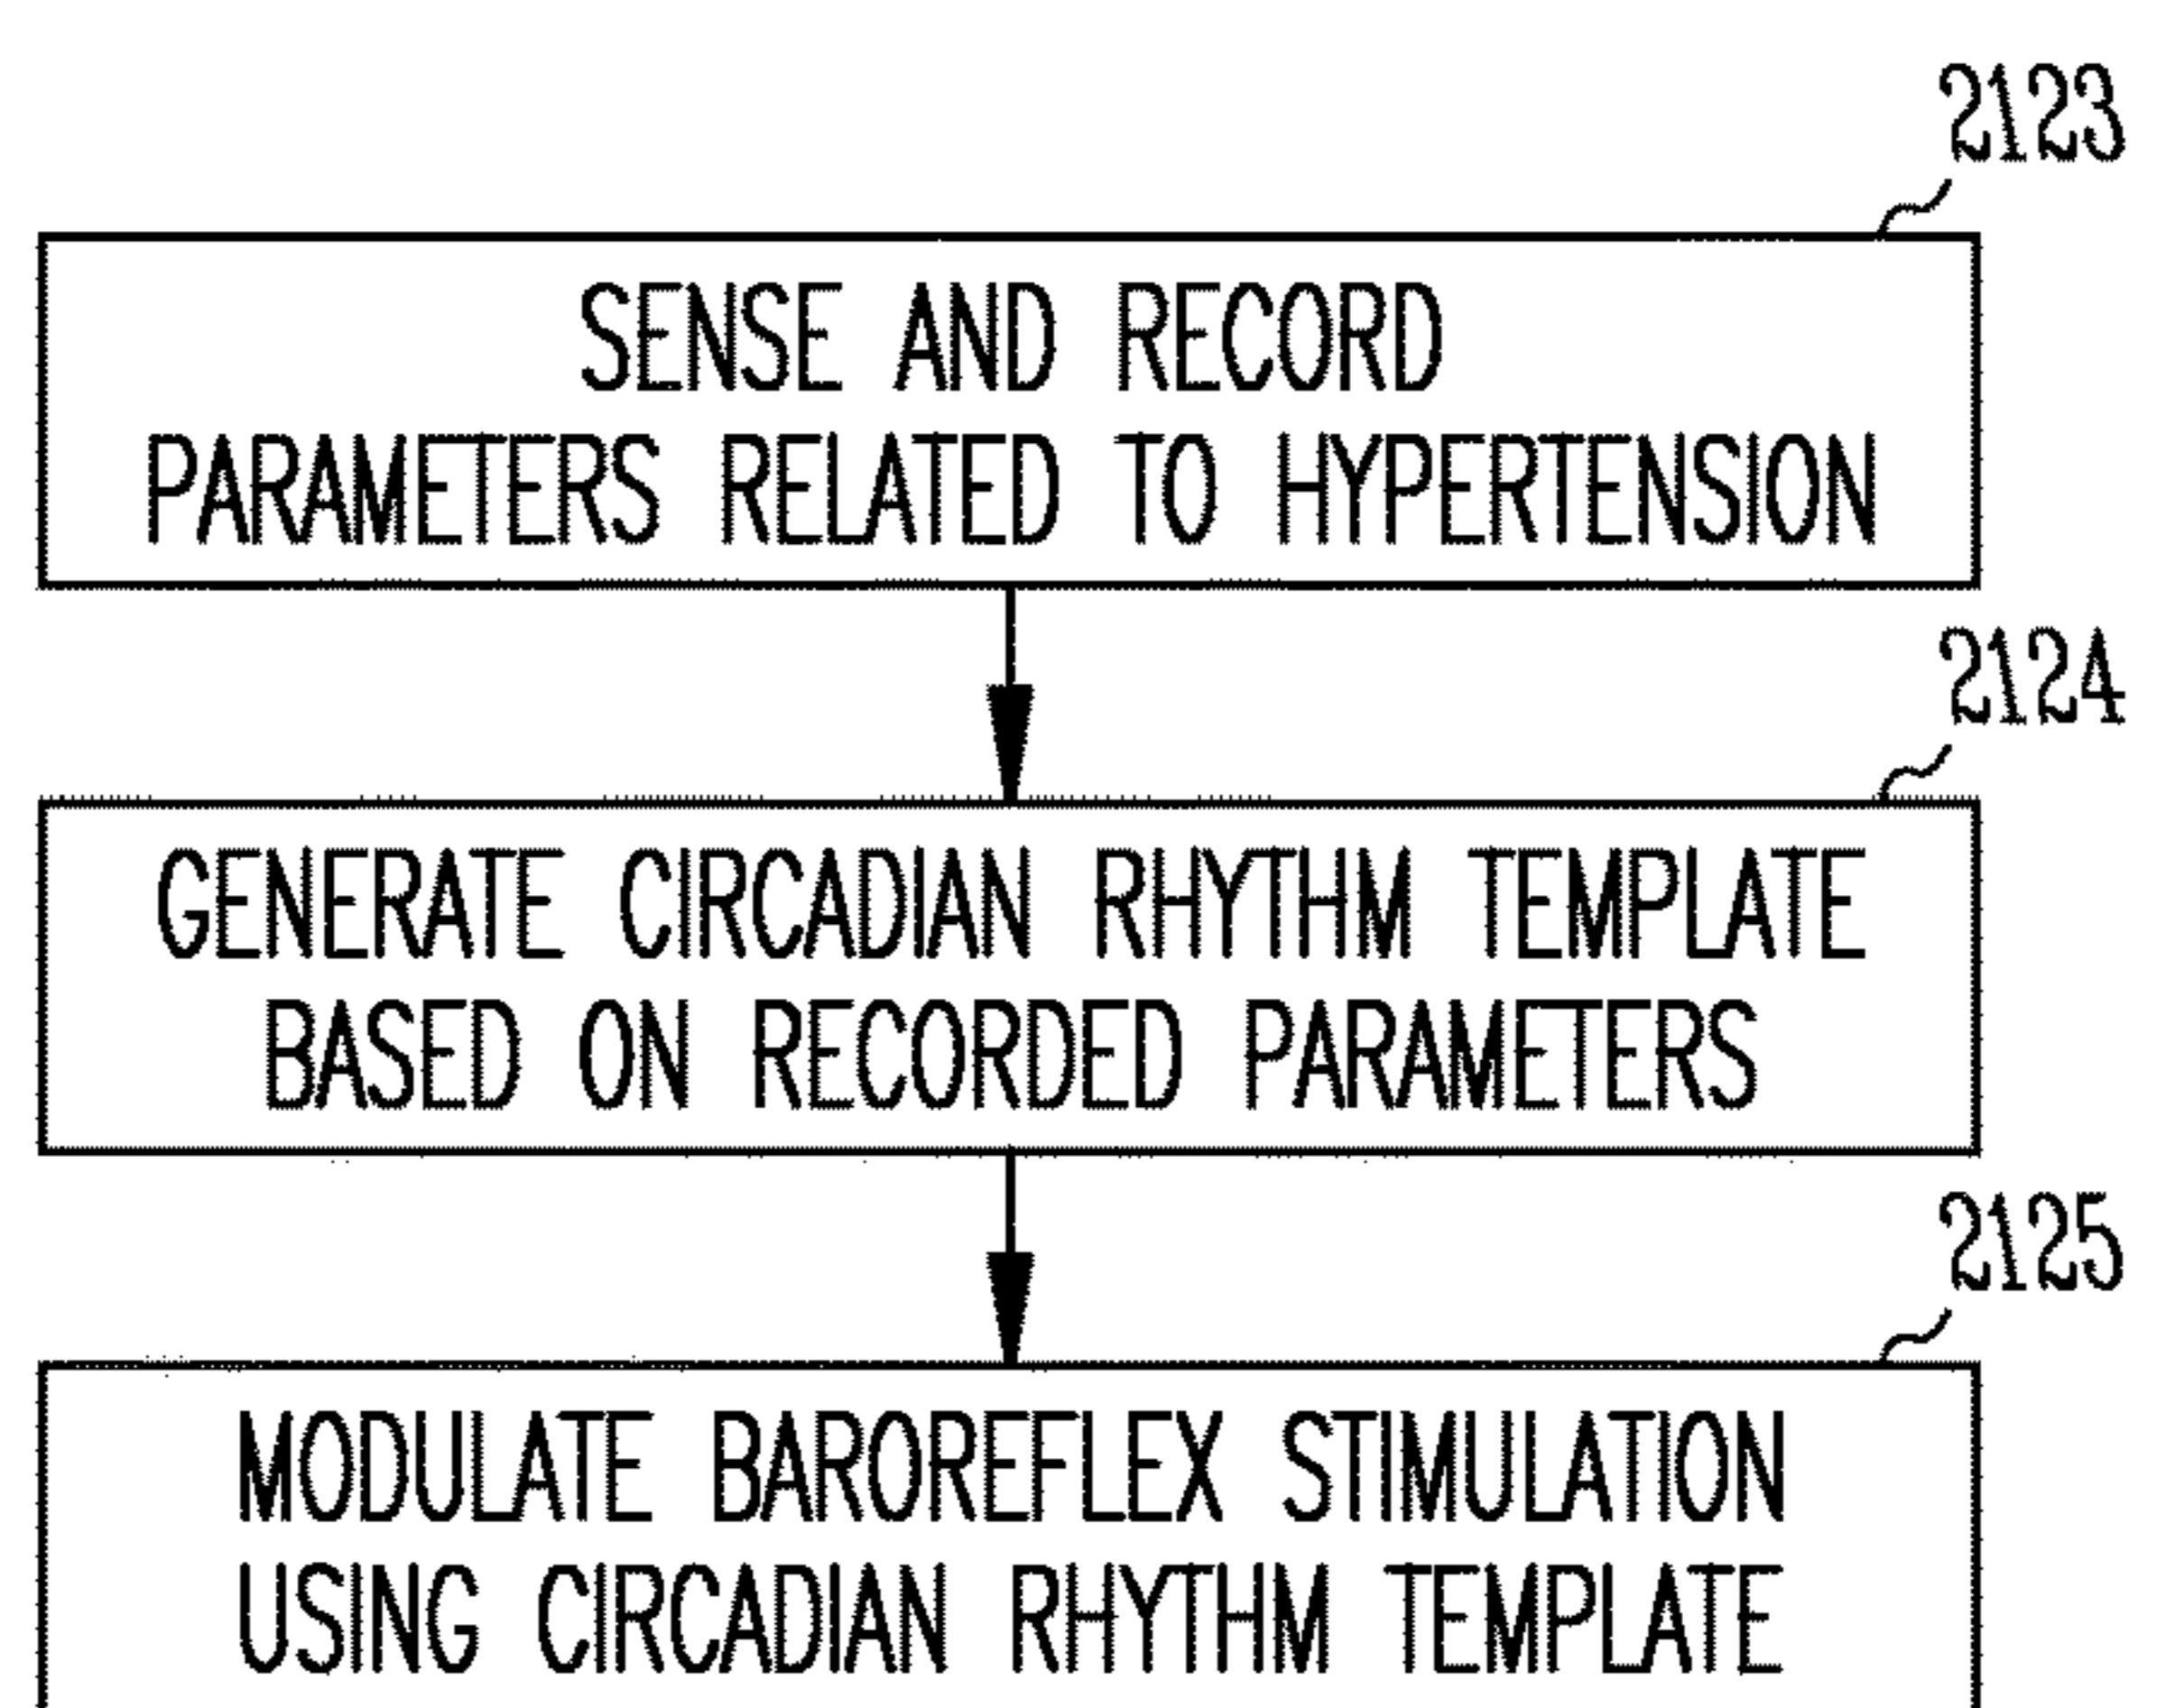 2123
SENSE AND RECORD
PARAMETERS RELATED TO HYPERTENSION
2124
GENERATE CIRCADIAN RHYTHM TEMPLATE
BASED ON RECORDED PARAMETERS
2125
MODULATE BAROREFLEX STIMULATION
USING CIRCADIAN RHYTHM TEMPLATE